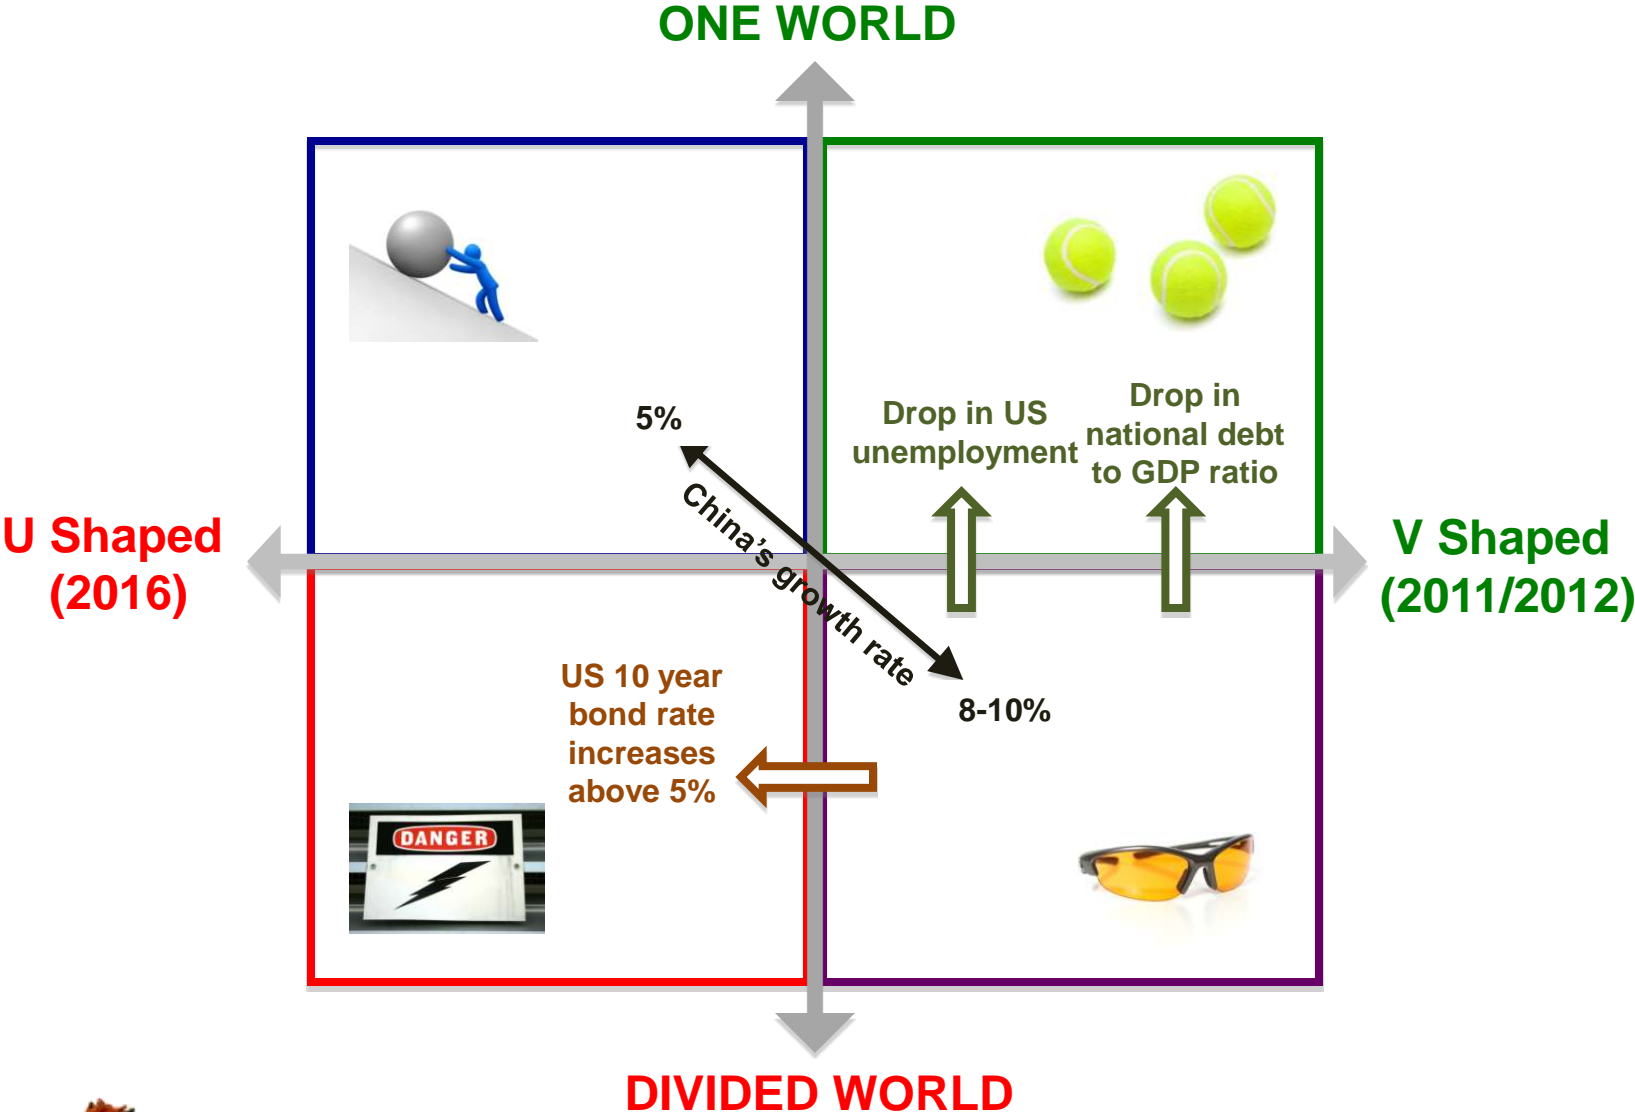 ONE WORLD
5%
Drop in US
unemployment
Drop in
national debt
to GDP ratio
China's growth rate
U Shaped
(2016)
V Shaped
(2011/2012)
US 10 year
bond rate
increases
above 5%
8-10%
DANGER
DIVIDED WORLD